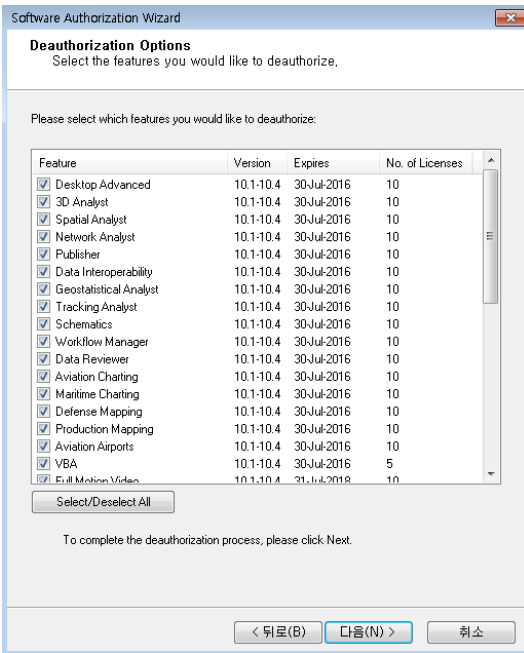 Software Authorization Wizard
Deauthorization Options
Select the features you would like to deauthorize,
Please select which features you would like to deauthorize:
Feature Version Expires No. of Licenses
Desktop Advanced 10.1-10.4 30-Jul-2016 10
3D Analyst 10.1-10.4 30-Jul-2016 10
Spatial Analyst 10.1-10.4 30-Jul-2016 10
Network Analyst 10.1-10.4 30-Jul-2016 10
Publisher 10.1-10.4 30-Jul-2016 10
Data Interoperability 10.1-10.4 30-Jul-2016 10
Geostatistical Analyst 10.1-10.4 30-Jul-2016 10
Tracking Analyst 10.1-10.4 30-Jul-2016 10
Schematics 10.1-10.4 30-Jul-2016 10
Workflow Manager 10.1-10.4 30-Jul-2016 10
Data Reviewer 10.1-10.4 30-Jul-2016 10
Aviation Charting 10.1-10.4 30-Jul-2016 10
Maritime Charting 10.1-10.4 30-Jul-2016 10
Defense Mapping 10.1-10.4 30-Jul-2016 10
Production Mapping 10.1-10.4 30-Jul-2016 10
Aviation Airports 10.1-10.4 30-Jul-2016 10
VBA 10.1-10.4 30-Jul-2016 5
Full Motion Video 10.1-10.4 31-Jul-2018 10
Select/Deselect All
To complete the deauthorization process, please click Next.
< 뒤로(B) 다음(N) > 취소